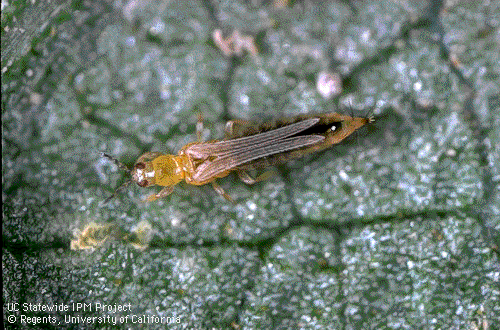 UC Statewide IPM Project
© Regents, University of California